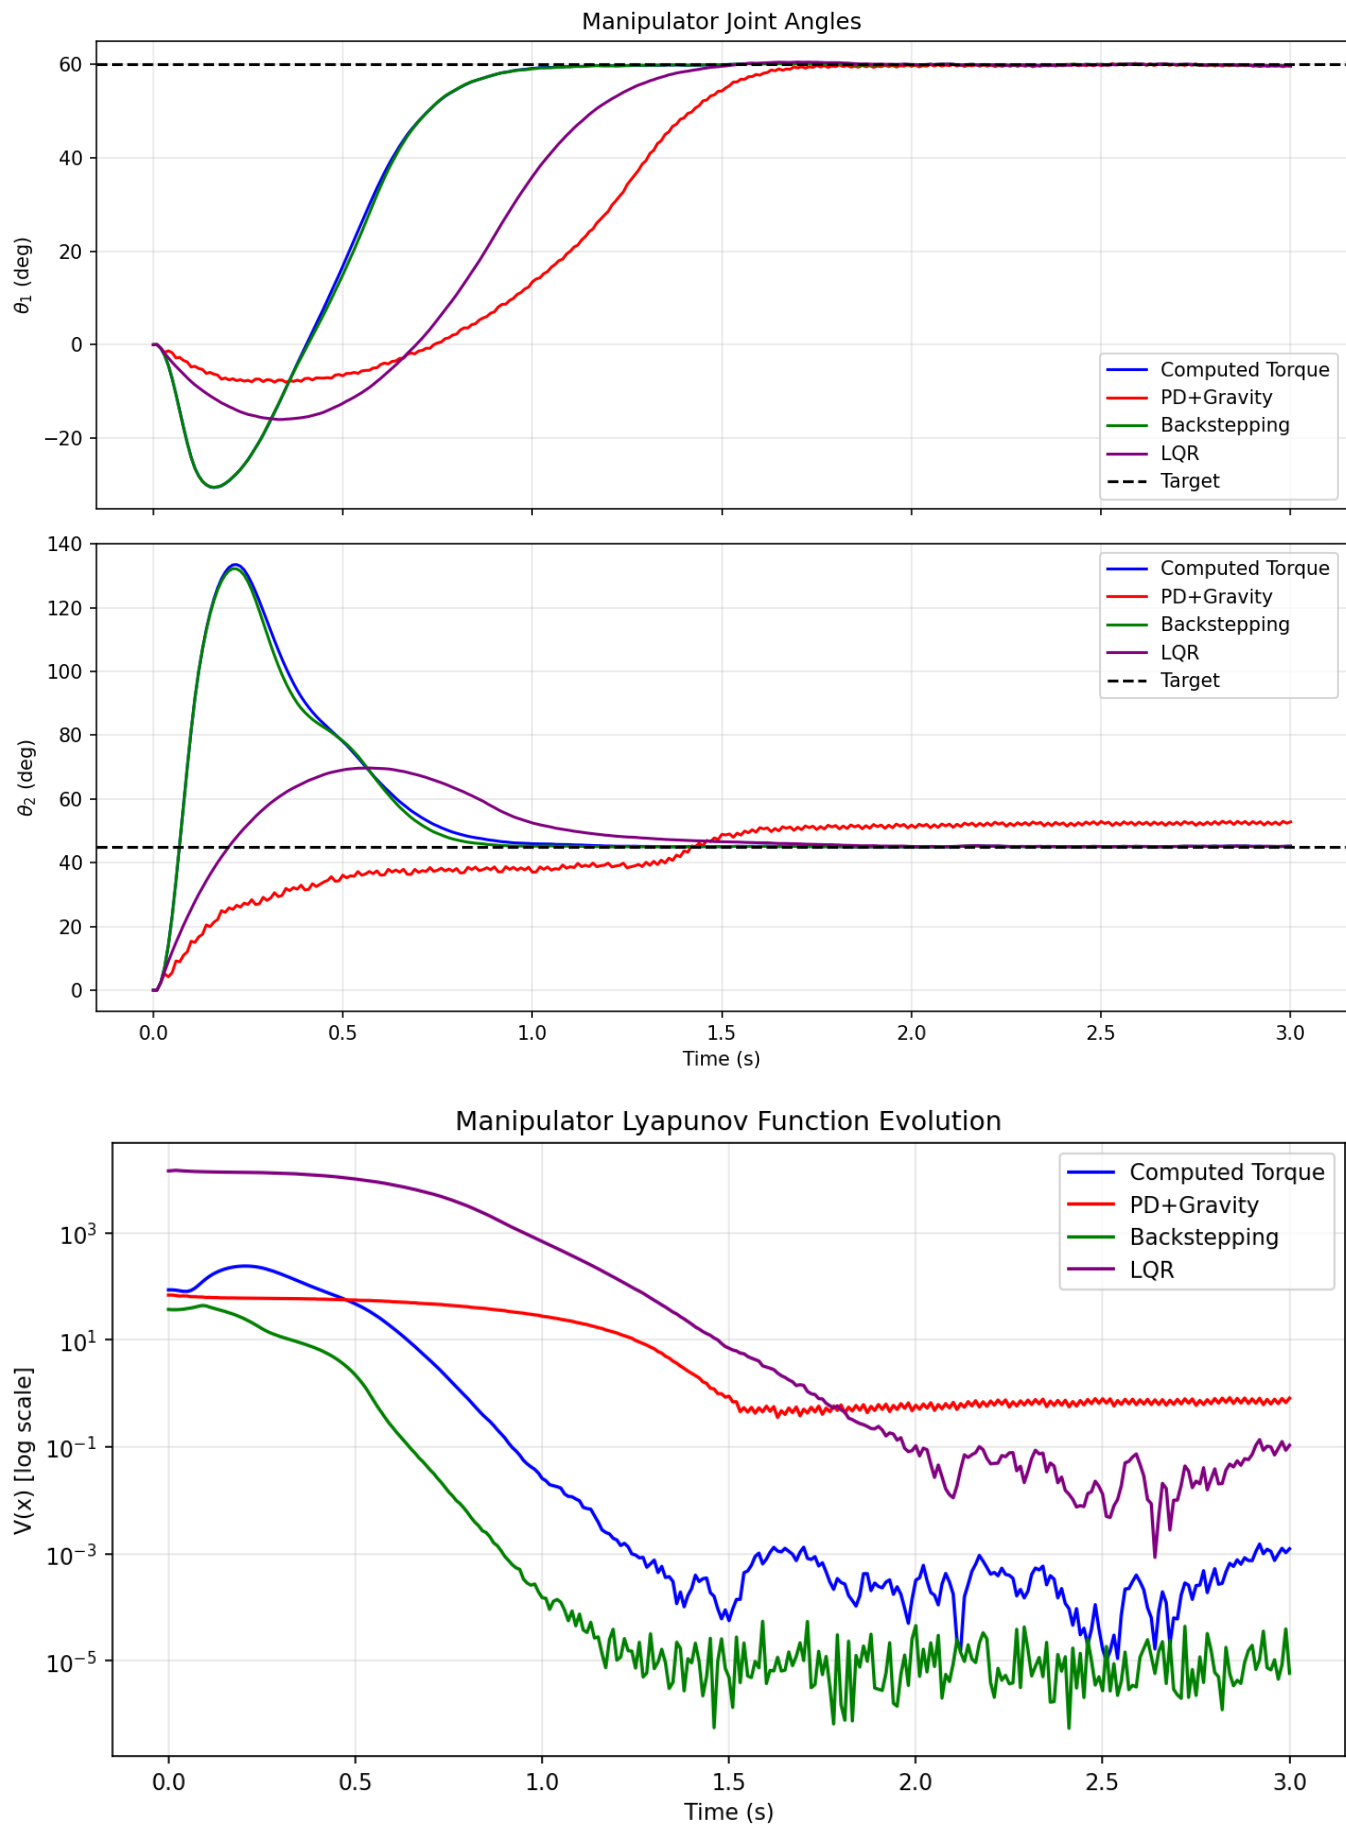 Manipulator Joint Angles
60
40
20
0
−20
θ₁ (deg)
Computed Torque
PD+Gravity
Backstepping
LQR
Target
140
120
100
80
60
40
20
0
θ₂ (deg)
Computed Torque
PD+Gravity
Backstepping
LQR
Target
0.0 0.5 1.0 1.5 2.0 2.5 3.0
Time (s)
Manipulator Lyapunov Function Evolution
10³
10¹
10⁻¹
10⁻³
10⁻⁵
V(x) [log scale]
Computed Torque
PD+Gravity
Backstepping
LQR
0.0 0.5 1.0 1.5 2.0 2.5 3.0
Time (s)